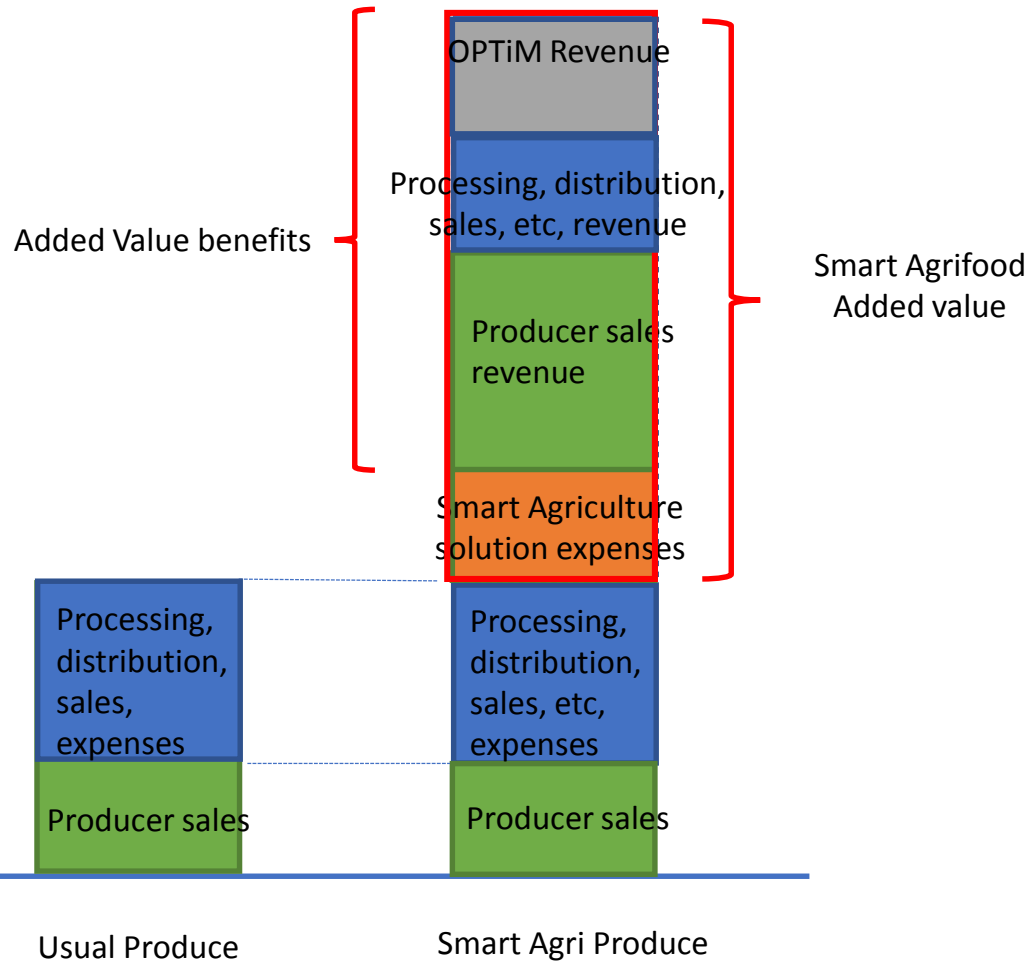 OPTiM Revenue
Processing, distribution,
sales, etc, revenue
Added Value benefits
Smart Agrifood
Added value
Producer sales
revenue
Smart Agriculture
solution expenses
Processing,
distribution,
sales,
expenses
Processing,
distribution,
sales, etc,
expenses
Producer sales
Producer sales
Usual Produce
Smart Agri Produce